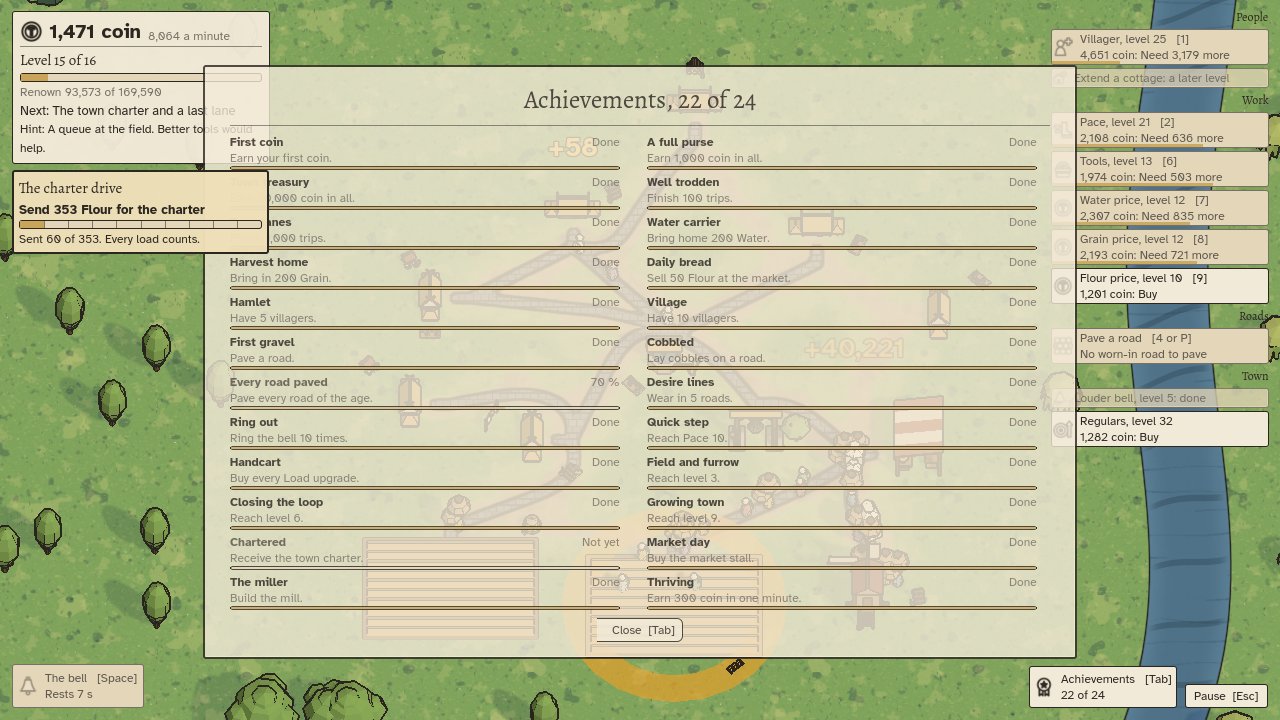 1,471 coin 8,064 a minute
Level 15 of 16
Renown 93,573 of 169,590
Next: The town charter and a last lane
Hint: A queue at the field. Better tools would
help.
The charter drive
Send 353 Flour for the charter
Sent 60 of 353. Every load counts.
Achievements, 22 of 24
First coin Done
Earn your first coin.
A full purse Done
Earn 1,000 coin in all.
treasury Done
,000 coin in all.
Well trodden Done
Finish 100 trips.
Done
,000 trips.
Water carrier Done
Bring home 200 Water.
Harvest home Done
Bring in 200 Grain.
Daily bread Done
Sell 50 Flour at the market.
Hamlet Done
Have 5 villagers.
Village Done
Have 10 villagers.
First gravel Done
Pave a road.
Cobbled Done
Lay cobbles on a road.
Every road paved 70 %
Pave every road of the age.
Desire lines Done
Wear in 5 roads.
Ring out Done
Ring the bell 10 times.
Quick step Done
Reach Pace 10.
Handcart Done
Buy every Load upgrade.
Field and furrow Done
Reach level 3.
Closing the loop Done
Reach level 6.
Growing town Done
Reach level 9.
Chartered Not yet
Receive the town charter.
Market day Done
Buy the market stall.
The miller Done
Build the mill.
Thriving Done
Earn 300 coin in one minute.
Close [Tab]
+58
+40,221
People
Villager, level 25 [1]
4,651 coin: Need 3,179 more
Extend a cottage: a later level
Work
Pace, level 21 [2]
2,108 coin: Need 636 more
Tools, level 13 [6]
1,974 coin: Need 503 more
Water price, level 12 [7]
2,307 coin: Need 835 more
Grain price, level 12 [8]
2,193 coin: Need 721 more
Flour price, level 10 [9]
1,201 coin: Buy
Roads
Pave a road [4 or P]
No worn-in road to pave
Town
Louder bell, level 5: done
Regulars, level 32
1,282 coin: Buy
The bell [Space]
Rests 7 s
Achievements [Tab]
22 of 24
Pause [Esc]